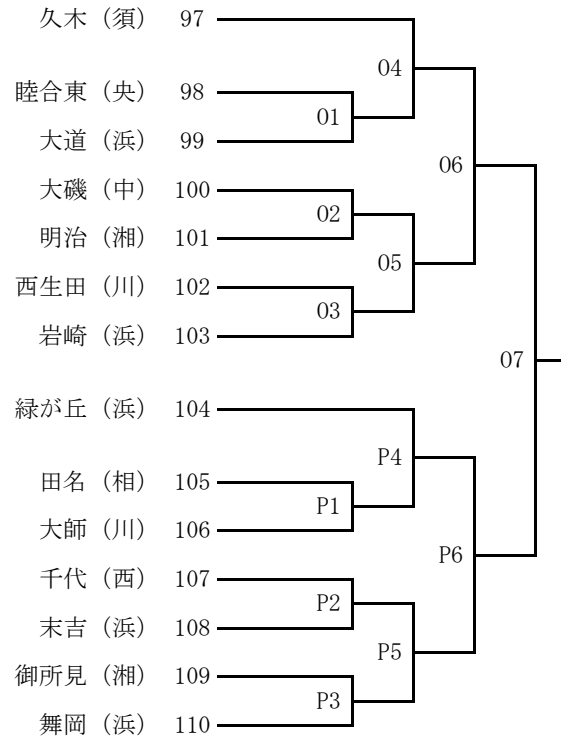 久木（須） 97
04
睦合東（央） 98
01
大道（浜） 99
06
大磯（中） 100
02
明治（湘） 101
05
西生田（川） 102
03
岩崎（浜） 103
07
緑が丘（浜） 104
P4
田名（相） 105
P1
大師（川） 106
P6
千代（西） 107
P2
末吉（浜） 108
P5
御所見（湘） 109
P3
舞岡（浜） 110